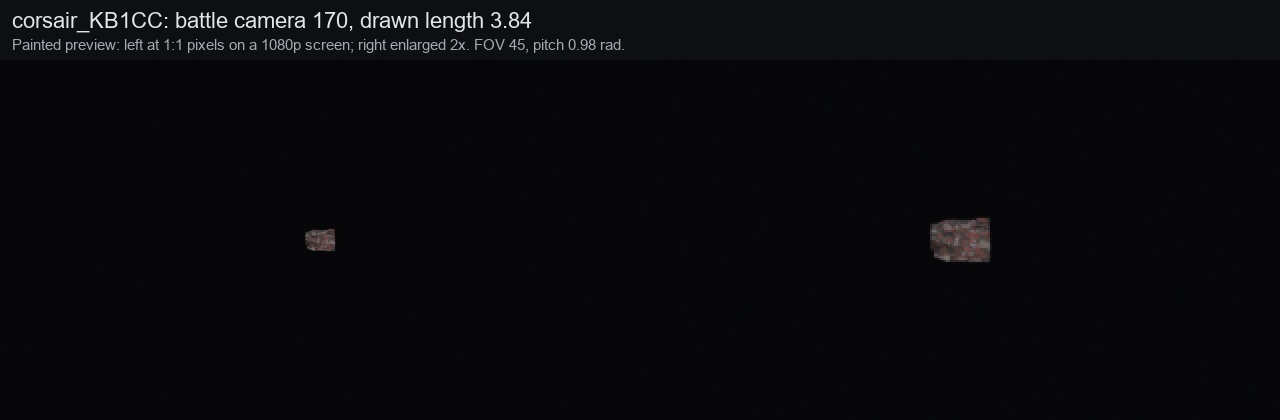 corsair_KB1CC: battle camera 170, drawn length 3.84
Painted preview: left at 1:1 pixels on a 1080p screen; right enlarged 2x. FOV 45, pitch 0.98 rad.